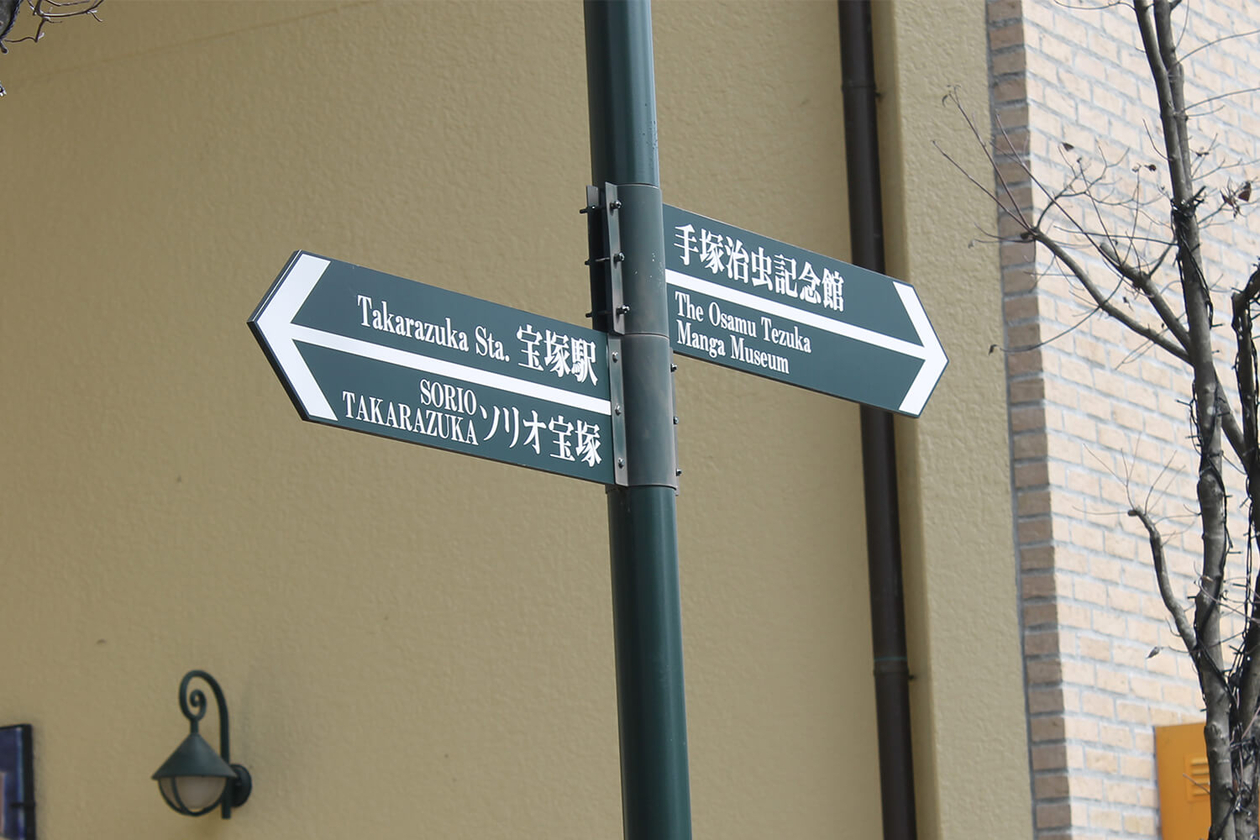 Takarazuka Sta. 宝塚駅
SORIO
TAKARAZUKA ソリオ宝塚
手塚治虫記念館
The Osamu Tezuka
Manga Museum